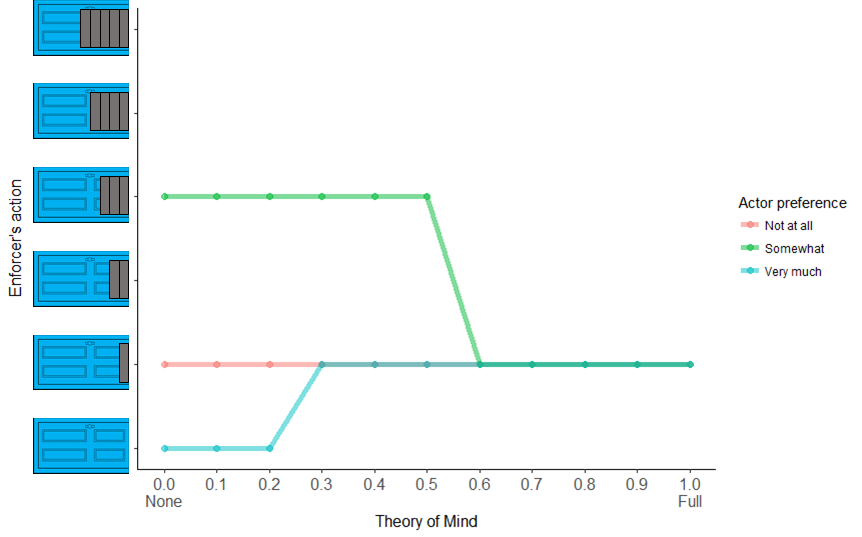 Enforcer's action
Actor preference
Not at all
Somewhat
Very much
0.0 0.1 0.2 0.3 0.4 0.5 0.6 0.7 0.8 0.9 1.0
None Full
Theory of Mind